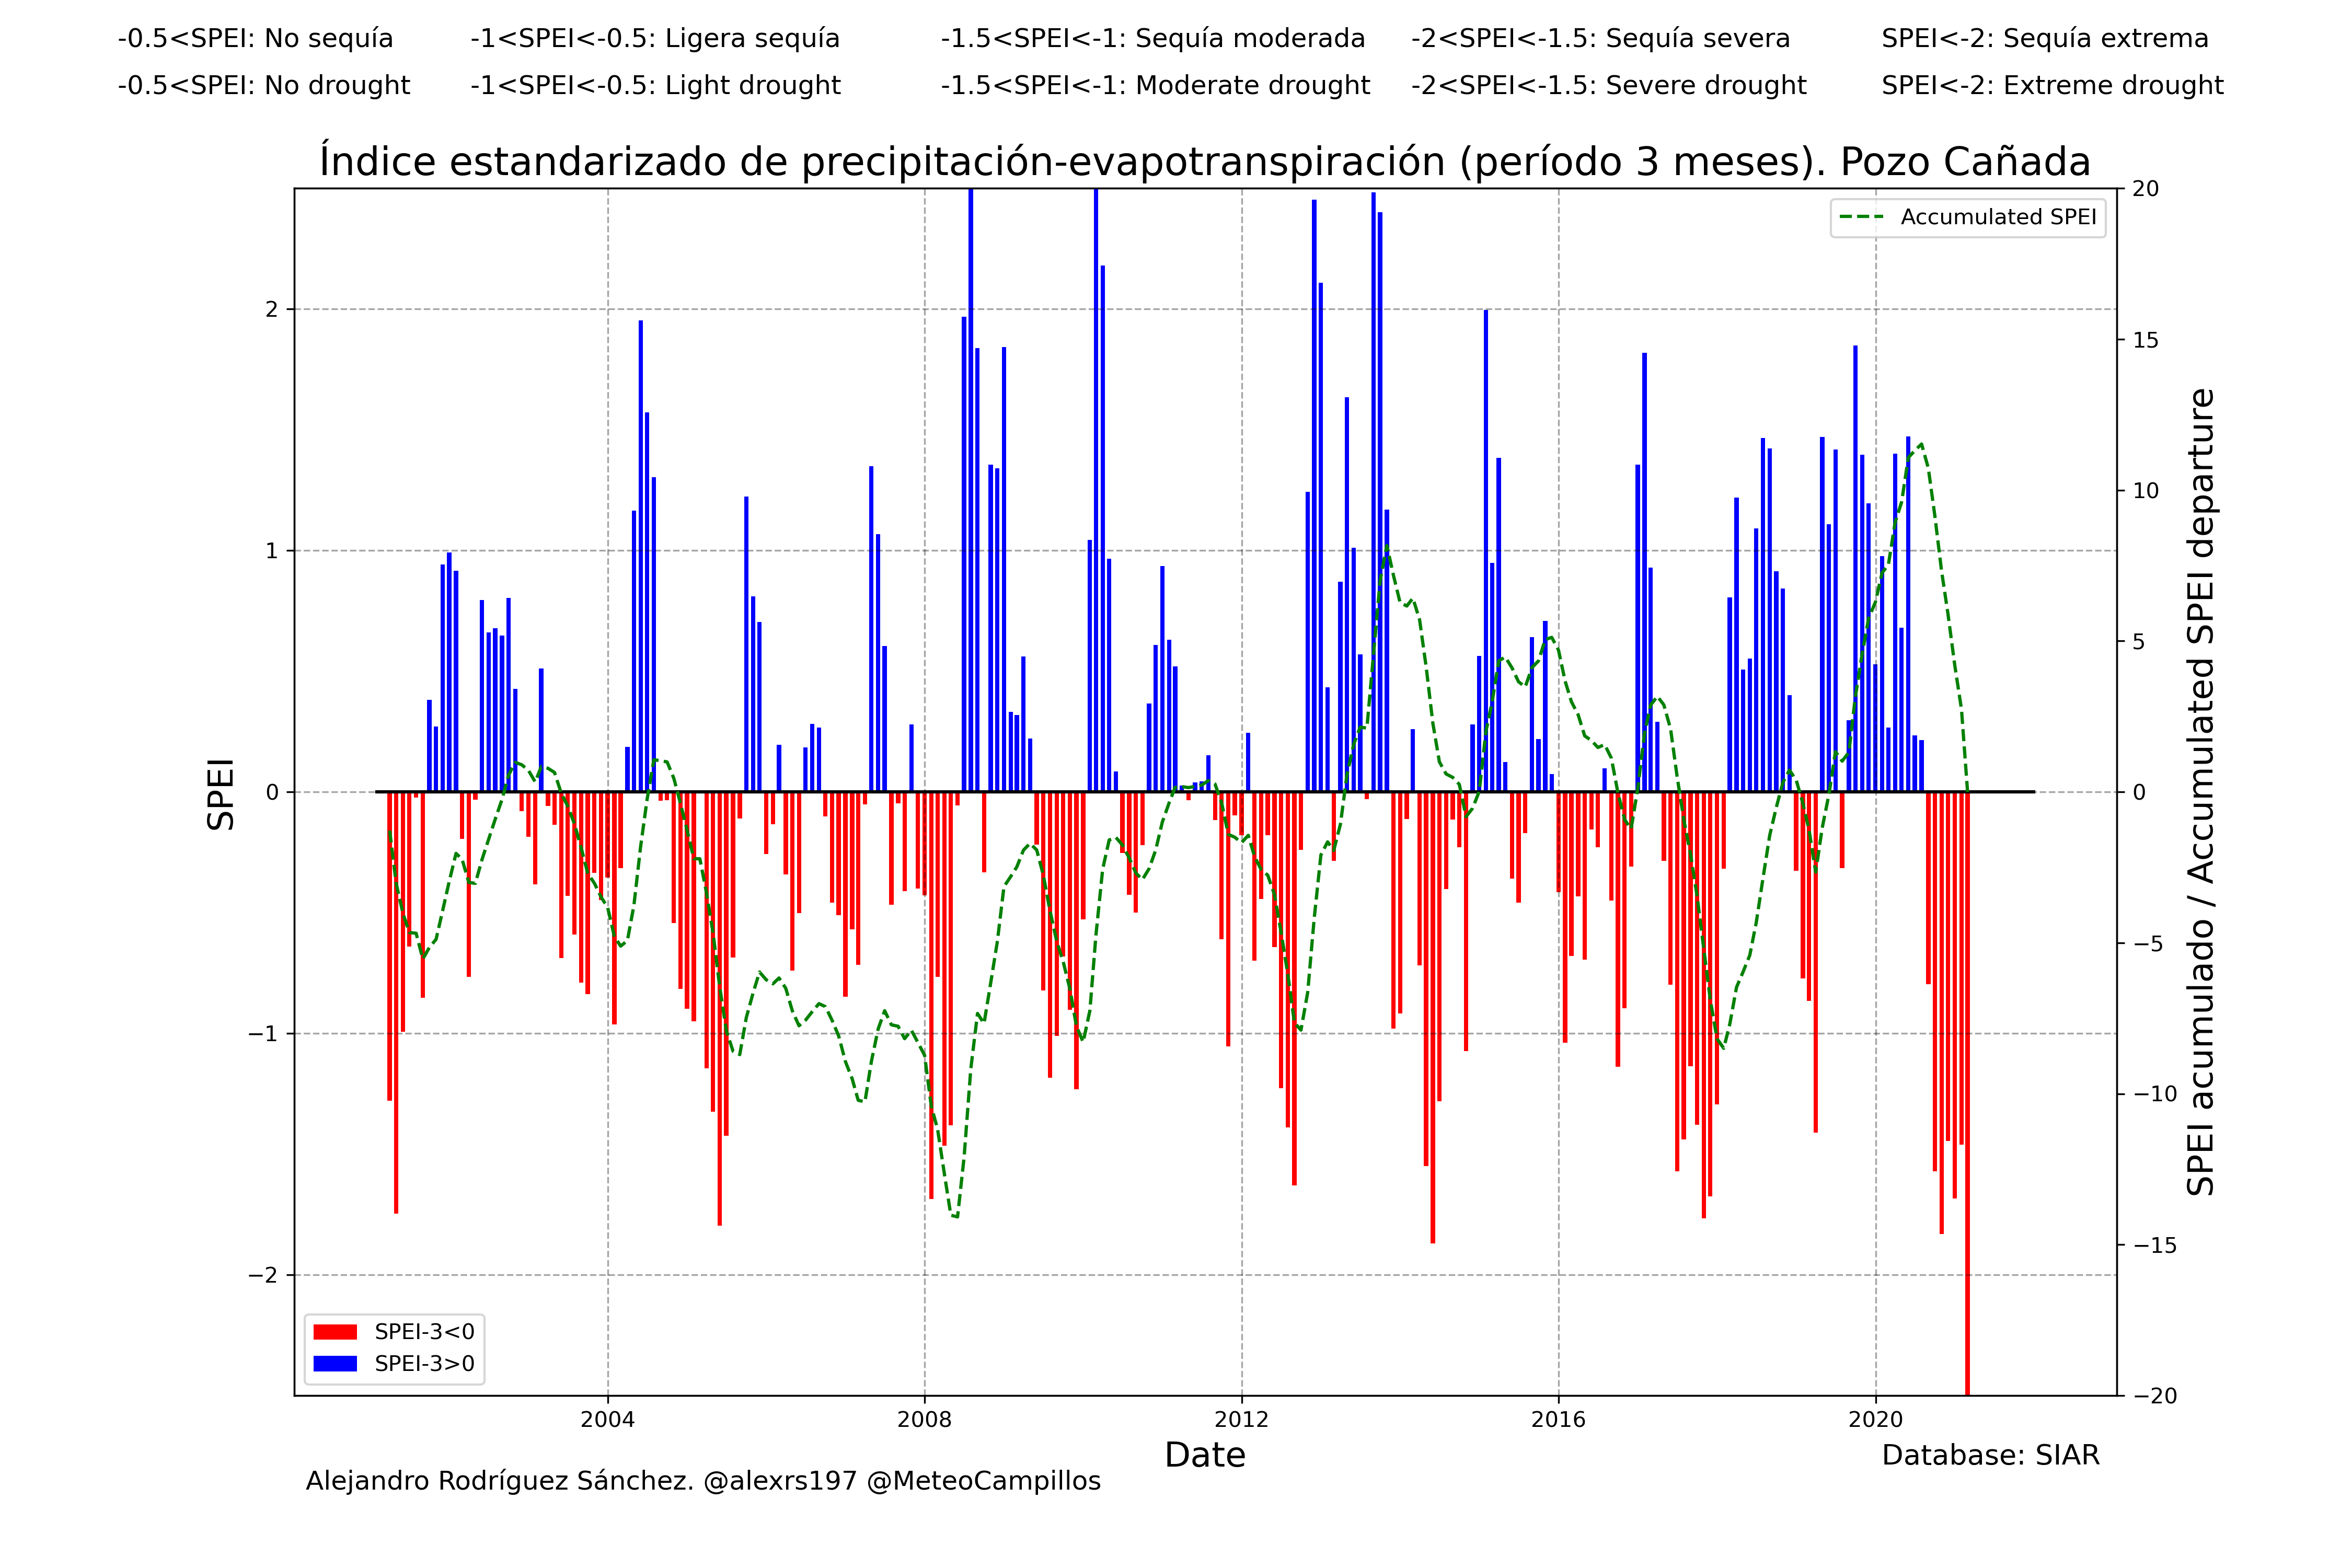 -0.5<SPEI: No sequía -1<SPEI<-0.5: Ligera sequía -1.5<SPEI<-1: Sequía moderada -2<SPEI<-1.5: Sequía severa SPEI<-2: Sequía extrema
-0.5<SPEI: No drought -1<SPEI<-0.5: Light drought -1.5<SPEI<-1: Moderate drought -2<SPEI<-1.5: Severe drought SPEI<-2: Extreme drought
Índice estandarizado de precipitación-evapotranspiración (período 3 meses). Pozo Cañada
Accumulated SPEI
SPEI
2
1
0
−1
−2
20
15
10
5
0
−5
−10
−15
−20
SPEI acumulado / Accumulated SPEI departure
SPEI-3<0
SPEI-3>0
2004 2008 2012 2016 2020
Date
Database: SIAR
Alejandro Rodríguez Sánchez. @alexrs197 @MeteoCampillos